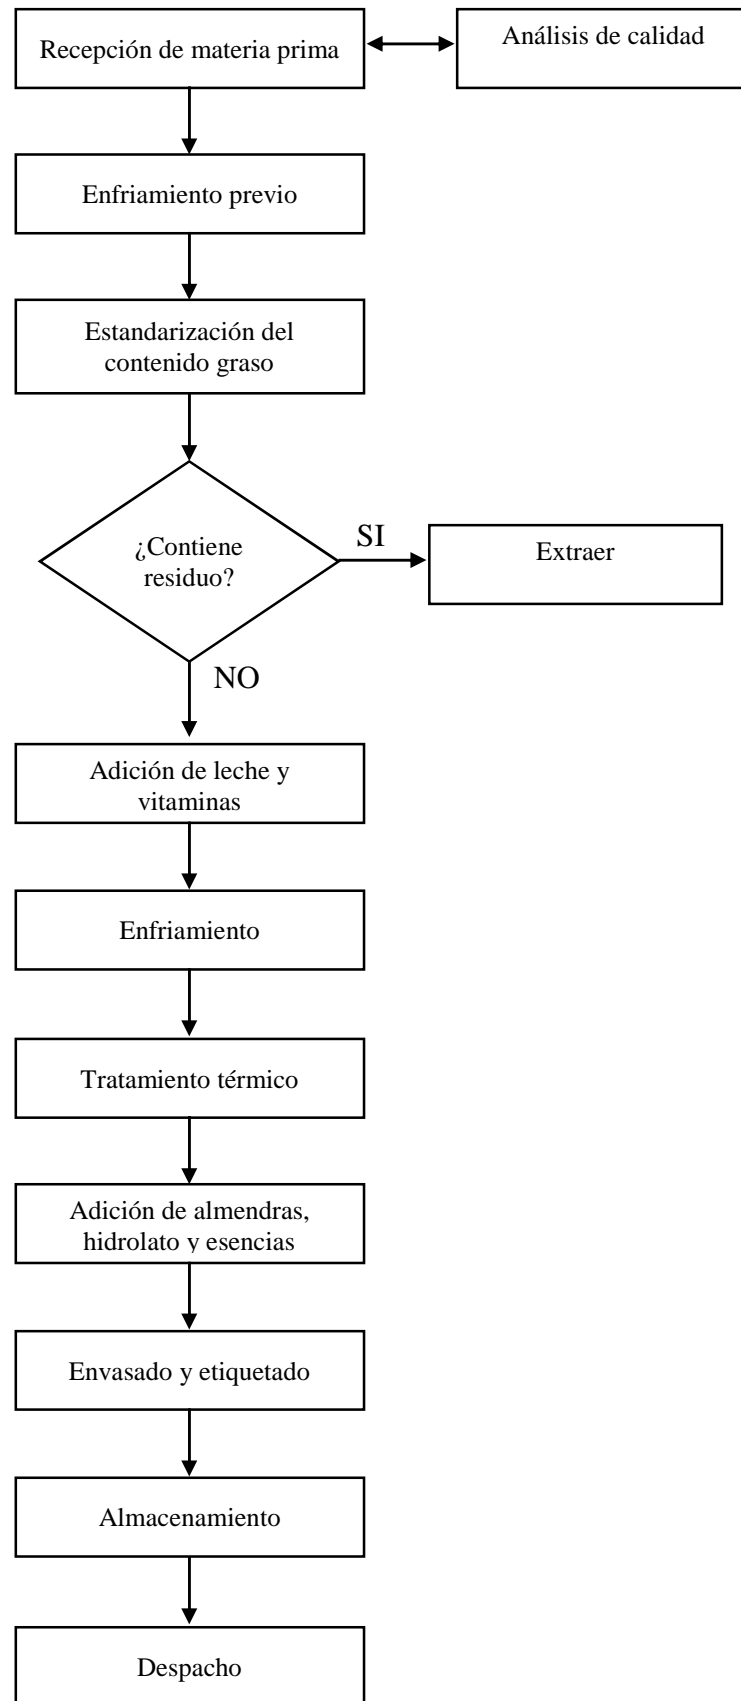 Recepción de materia prima
Análisis de calidad
Enfriamiento previo
Estandarización del
contenido graso
¿Contiene
residuo?
SI
Extraer
NO
Adición de leche y
vitaminas
Enfriamiento
Tratamiento térmico
Adición de almendras,
hidrolato y esencias
Envasado y etiquetado
Almacenamiento
Despacho